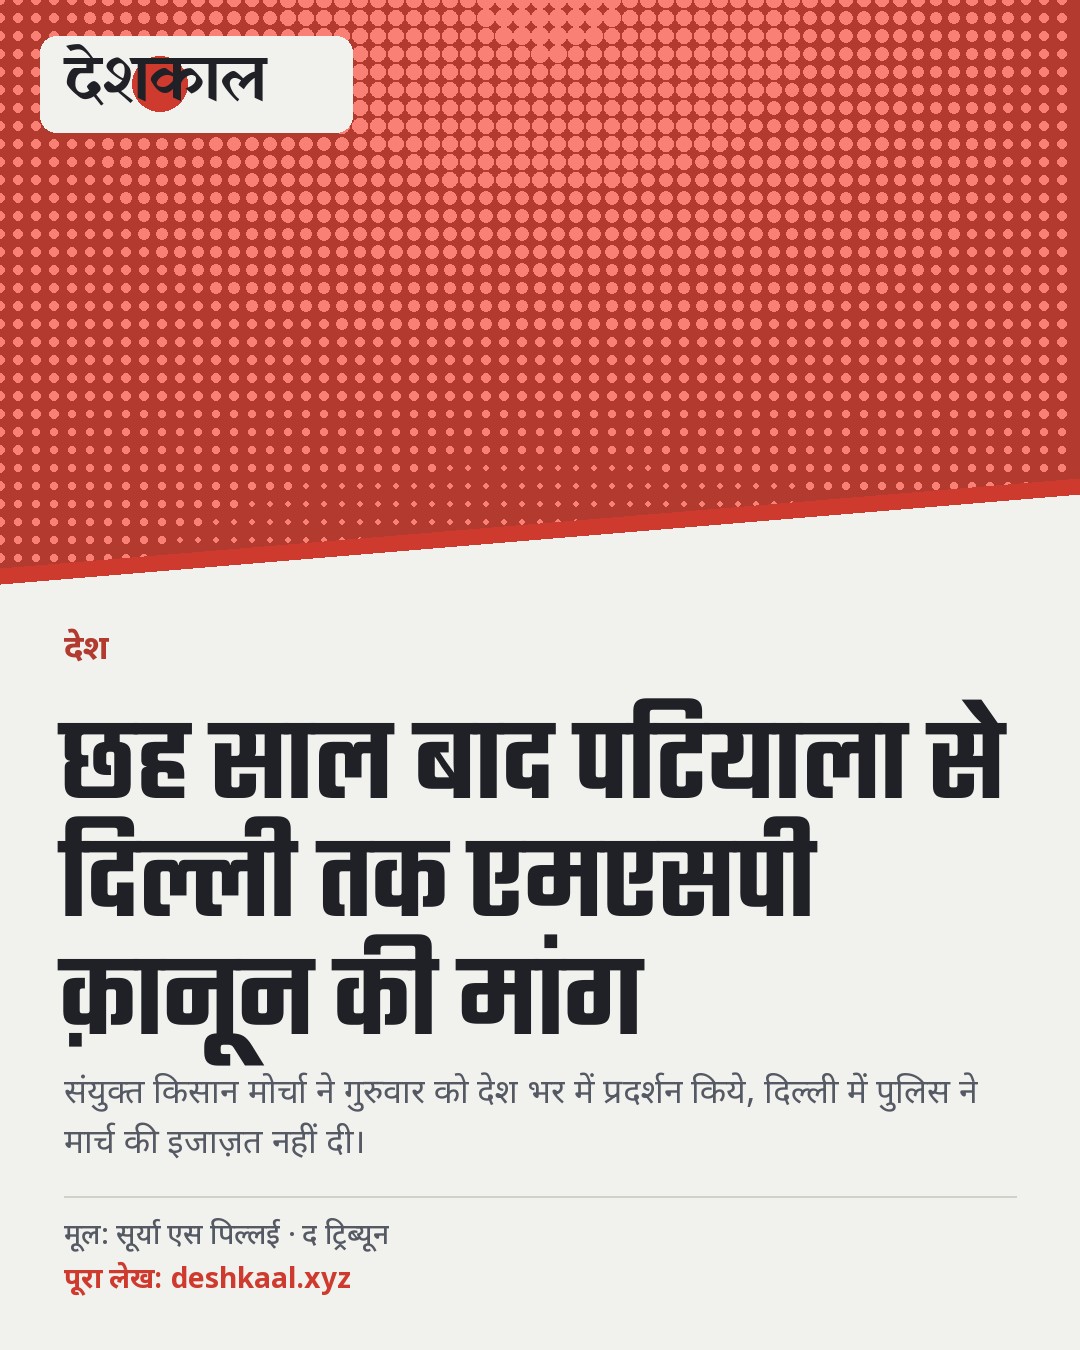 देशकाल
देश
छह साल बाद पटियाला से
दिल्ली तक एमएसपी
क़ानून की मांग
संयुक्त किसान मोर्चा ने गुरुवार को देश भर में प्रदर्शन किये, दिल्ली में पुलिस ने
मार्च की इजाज़त नहीं दी।
मूल: सूर्या एस पिल्लई · द ट्रिब्यून
पूरा लेख: deshkaal.xyz